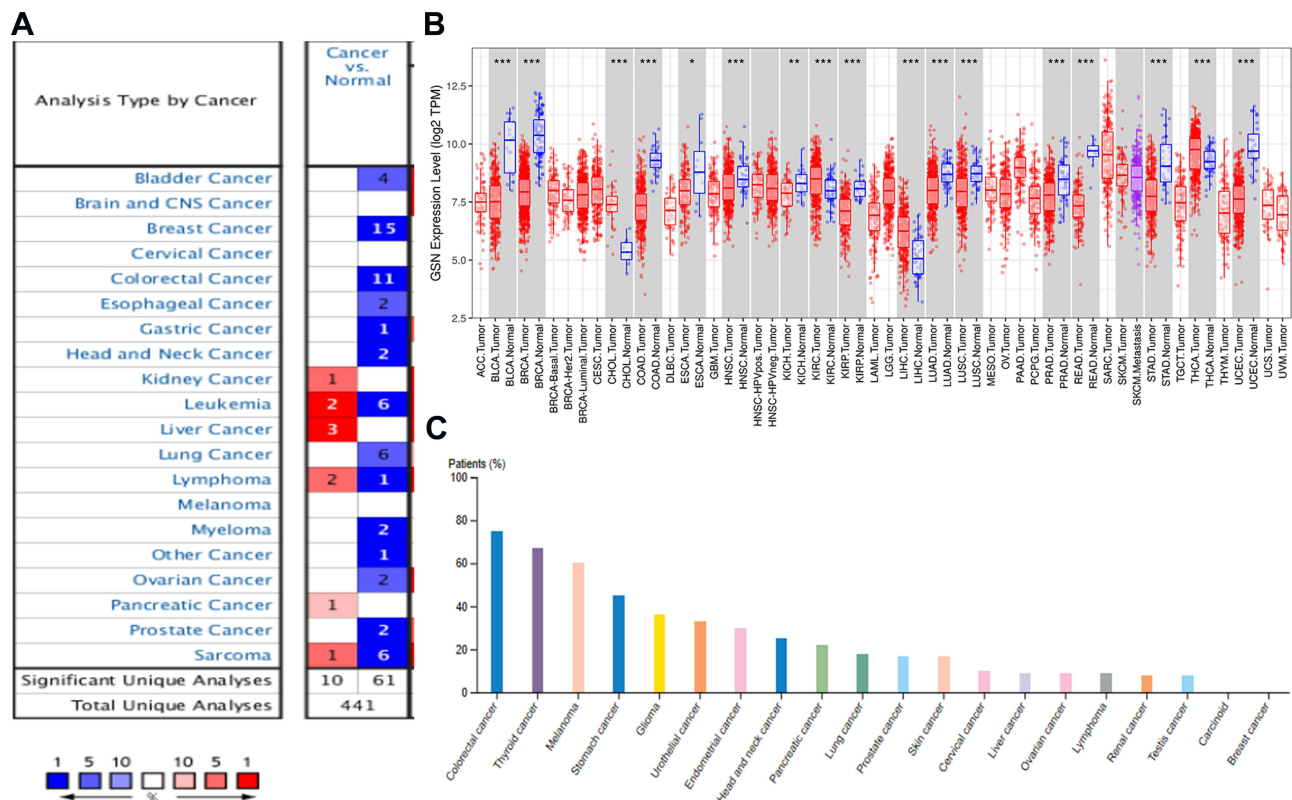 A
Analysis Type by Cancer
Cancer
vs.
Normal
Bladder Cancer 4
Brain and CNS Cancer
Breast Cancer 15
Cervical Cancer
Colorectal Cancer 11
Esophageal Cancer 2
Gastric Cancer 1
Head and Neck Cancer 2
Kidney Cancer 1
Leukemia 2 6
Liver Cancer 3
Lung Cancer 6
Lymphoma 2 1
Melanoma
Myeloma 2
Other Cancer 1
Ovarian Cancer 2
Pancreatic Cancer 1
Prostate Cancer 2
Sarcoma 1 6
Significant Unique Analyses 10 61
Total Unique Analyses 441
1 5 10 10 5 1
%
B
GSN Expression Level (log2 TPM)
12.5
10.0
7.5
5.0
2.5
*** *** *** *** * *** ** *** *** *** *** *** *** *** *** *** ***
ACC.Tumor
BLCA.Tumor
BLCA.Normal
BRCA.Tumor
BRCA.Normal
BRCA-Basal.Tumor
BRCA-Her2.Tumor
BRCA-Luminal.Tumor
CESC.Tumor
CHOL.Tumor
CHOL.Normal
COAD.Tumor
COAD.Normal
DLBC.Tumor
ESCA.Tumor
ESCA.Normal
GBM.Tumor
HNSC.Tumor
HNSC.Normal
HNSC-HPVpos.Tumor
HNSC-HPVneg.Tumor
KICH.Tumor
KICH.Normal
KIRC.Tumor
KIRC.Normal
KIRP.Tumor
KIRP.Normal
LAML.Tumor
LGG.Tumor
LIHC.Tumor
LIHC.Normal
LUAD.Tumor
LUAD.Normal
LUSC.Tumor
LUSC.Normal
MESO.Tumor
OV.Tumor
PAAD.Tumor
PCPG.Tumor
PRAD.Tumor
PRAD.Normal
READ.Tumor
READ.Normal
SARC.Tumor
SKCM.Tumor
SKCM.Metastasis
STAD.Tumor
STAD.Normal
TGCT.Tumor
THCA.Tumor
THCA.Normal
THYM.Tumor
UCEC.Tumor
UCEC.Normal
UCS.Tumor
UVM.Tumor
C
Patients (%)
100
80
60
40
20
0
Colorectal cancer
Thyroid cancer
Melanoma
Stomach cancer
Glioma
Urothelial cancer
Endometrial cancer
Head and neck cancer
Pancreatic cancer
Lung cancer
Prostate cancer
Skin cancer
Cervical cancer
Liver cancer
Ovarian cancer
Lymphoma
Renal cancer
Testis cancer
Carcinoid
Breast cancer